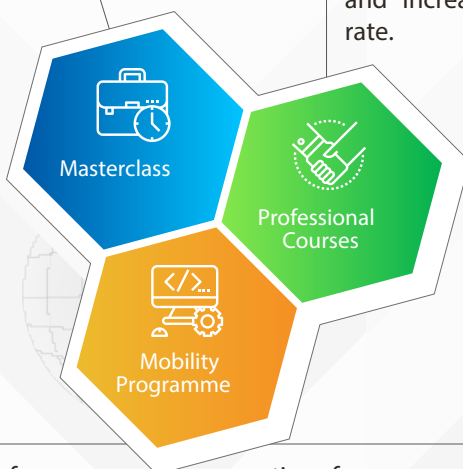 and increa
rate.
Masterclass
Professional
Courses
</>...
Mobility
Programme